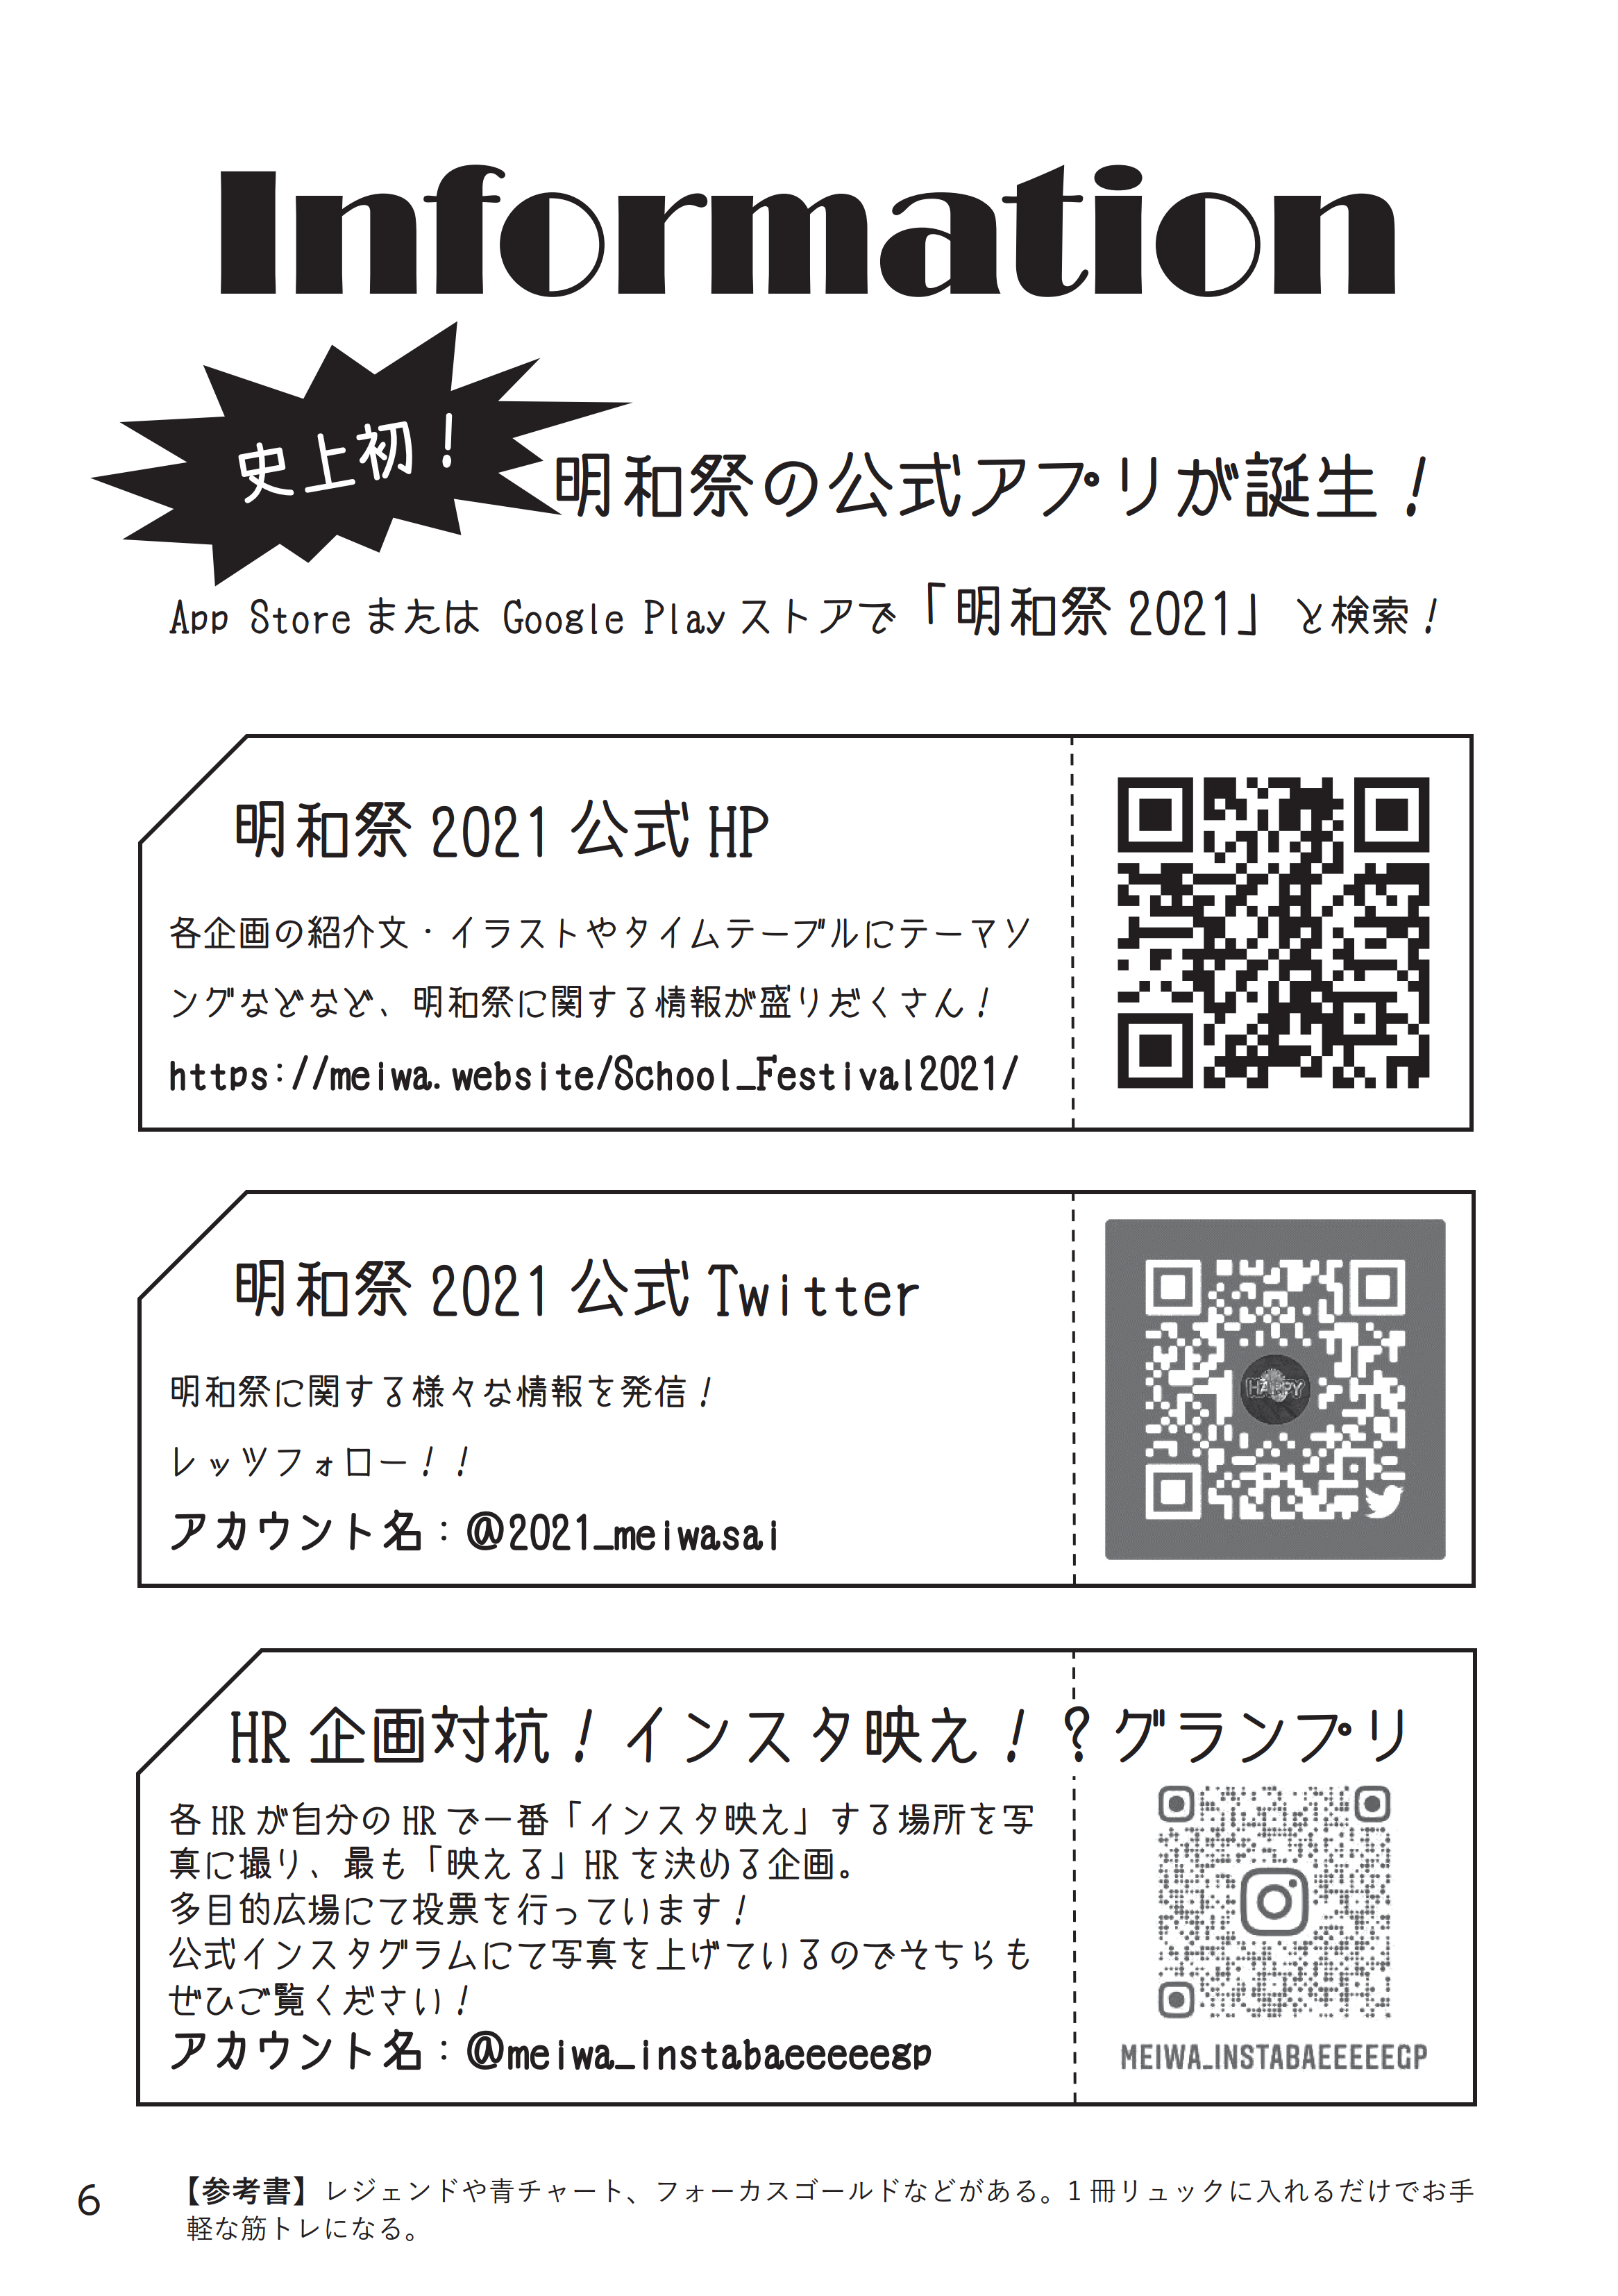 Information
史上初！
明和祭の公式アプリが誕生！
App Store または Google Play ストアで「明和祭 2021」と検索！
明和祭 2021 公式 HP
各企画の紹介文・イラストやタイムテーブルにテーマソ
ングなどなど、明和祭に関する情報が盛りだくさん！
https://meiwa.website/School_Festival2021/
明和祭 2021 公式 Twitter
明和祭に関する様々な情報を発信！
レッツフォロー！！
アカウント名：@2021_meiwasai
HAPPY
HR 企画対抗！インスタ映え！？グランプリ
各 HR が自分の HR で一番「インスタ映え」する場所を写
真に撮り、最も「映える」HR を決める企画。
多目的広場にて投票を行っています！
公式インスタグラムにて写真を上げているのでそちらも
ぜひご覧ください！
アカウント名：@meiwa_instabaeeeeegp
MEIWA_INSTABAEEEEEGP
6
【参考書】レジェンドや青チャート、フォーカスゴールドなどがある。1 冊リュックに入れるだけでお手
軽な筋トレになる。